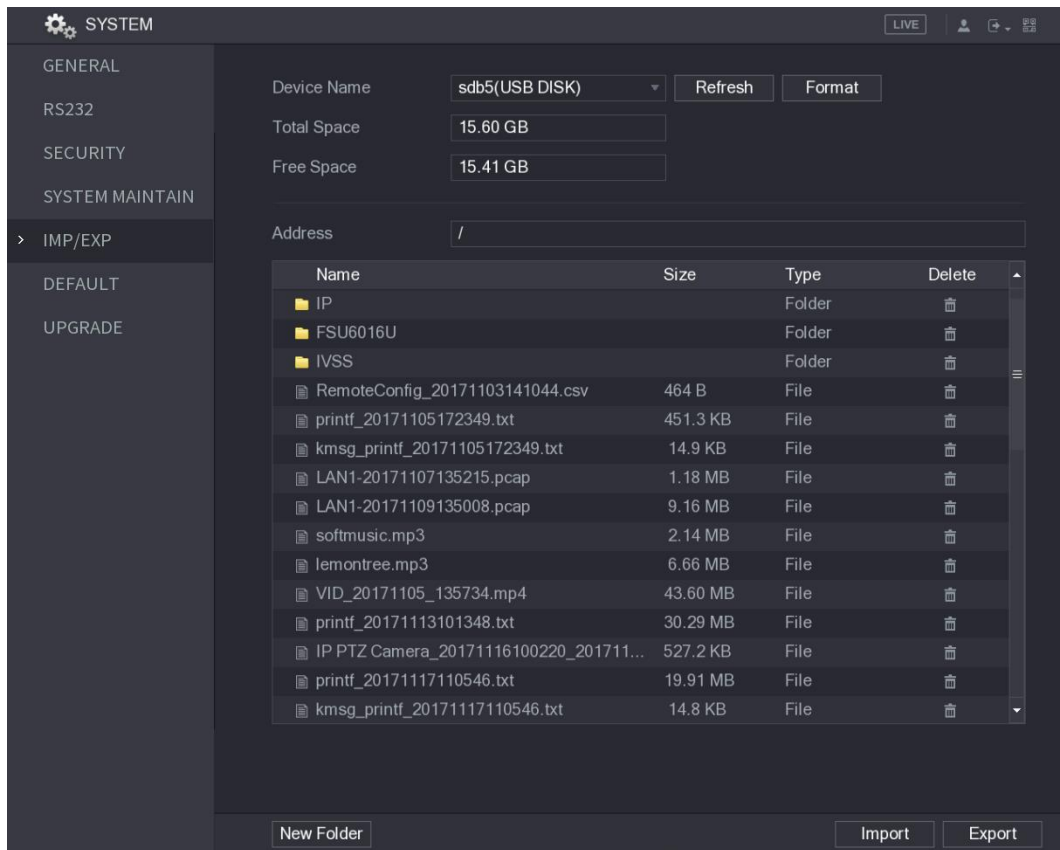 SYSTEM LIVE
GENERAL
RS232
SECURITY
SYSTEM MAINTAIN
IMP/EXP
DEFAULT
UPGRADE
Device Name sdb5(USB DISK) Refresh Format
Total Space 15.60 GB
Free Space 15.41 GB
Address /
Name Size Type Delete
IP Folder
FSU6016U Folder
IVSS Folder
RemoteConfig_20171103141044.csv 464 B File
printf_20171105172349.txt 451.3 KB File
kmsg_printf_20171105172349.txt 14.9 KB File
LAN1-20171107135215.pcap 1.18 MB File
LAN1-20171109135008.pcap 9.16 MB File
softmusic.mp3 2.14 MB File
lemontree.mp3 6.66 MB File
VID_20171105_135734.mp4 43.60 MB File
printf_20171113101348.txt 30.29 MB File
IP PTZ Camera_20171116100220_201711... 527.2 KB File
printf_20171117110546.txt 19.91 MB File
kmsg_printf_20171117110546.txt 14.8 KB File
New Folder Import Export